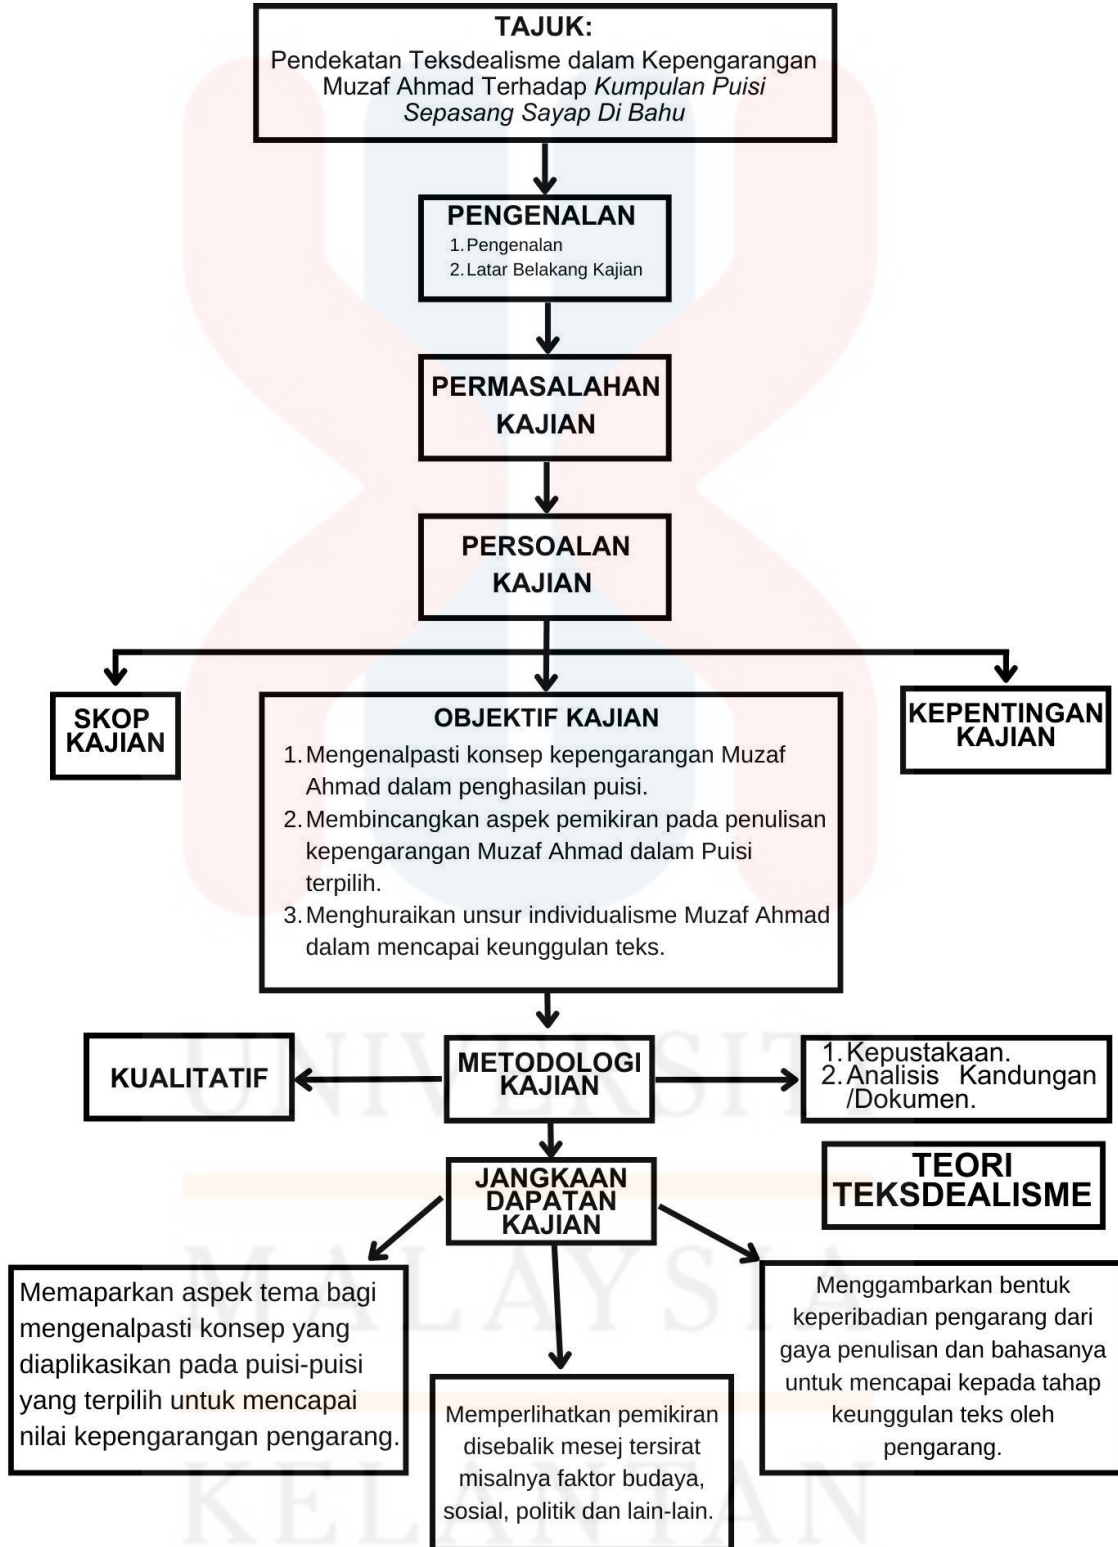 TAJUK:
Pendekatan Teksdealisme dalam Kepengarangan
Muzaf Ahmad Terhadap Kumpulan Puisi
Sepasang Sayap Di Bahu
PENGENALAN
1. Pengenalan
2. Latar Belakang Kajian
PERMASALAHAN
KAJIAN
PERSOALAN
KAJIAN
SKOP
KAJIAN
OBJEKTIF KAJIAN
1. Mengenalpasti konsep kepengarangan Muzaf
Ahmad dalam penghasilan puisi.
2. Membincangkan aspek pemikiran pada penulisan
kepengarangan Muzaf Ahmad dalam Puisi
terpilih.
3. Menghuraikan unsur individualisme Muzaf Ahmad
dalam mencapai keunggulan teks.
KEPENTINGAN
KAJIAN
KUALITATIF
METODOLOGI
KAJIAN
1. Kepustakaan.
2. Analisis Kandungan
/Dokumen.
TEORI
TEKSDEALISME
JANGKAAN
DAPATAN
KAJIAN
Memaparkan aspek tema bagi
mengenalpasti konsep yang
diaplikasikan pada puisi-puisi
yang terpilih untuk mencapai
nilai kepengarangan pengarang.
Memperlihatkan pemikiran
disebalik mesej tersirat
misalnya faktor budaya,
sosial, politik dan lain-lain.
Menggambarkan bentuk
keperibadian pengarang dari
gaya penulisan dan bahasanya
untuk mencapai kepada tahap
keunggulan teks oleh
pengarang.
UNIVERSITI
MALAYSIA
KELANTAN